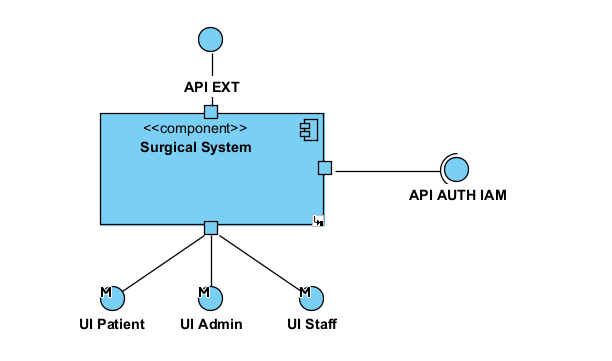 API EXT
<<component>>
Surgical System
API AUTH IAM
M
M
M
UI Patient
UI Admin
UI Staff